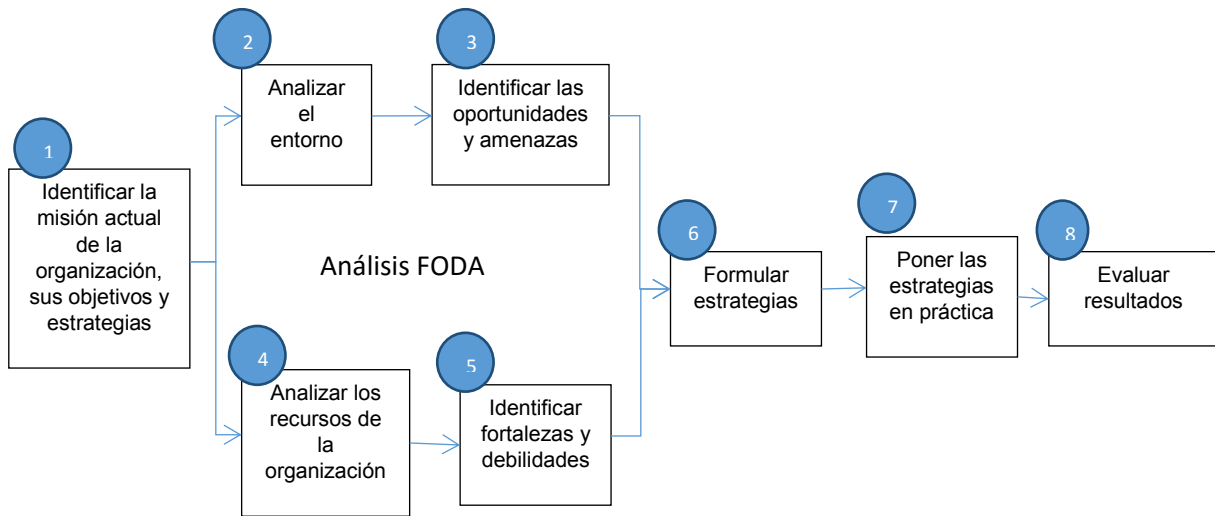 1
Identificar la
misión actual
de la
organización,
sus objetivos y
estrategias
2
Analizar
el
entorno
3
Identificar las
oportunidades
y amenazas
Análisis FODA
4
Analizar los
recursos de
la
organización
5
Identificar
fortalezas y
debilidades
6
Formular
estrategias
7
Poner las
estrategias
en práctica
8
Evaluar
resultados